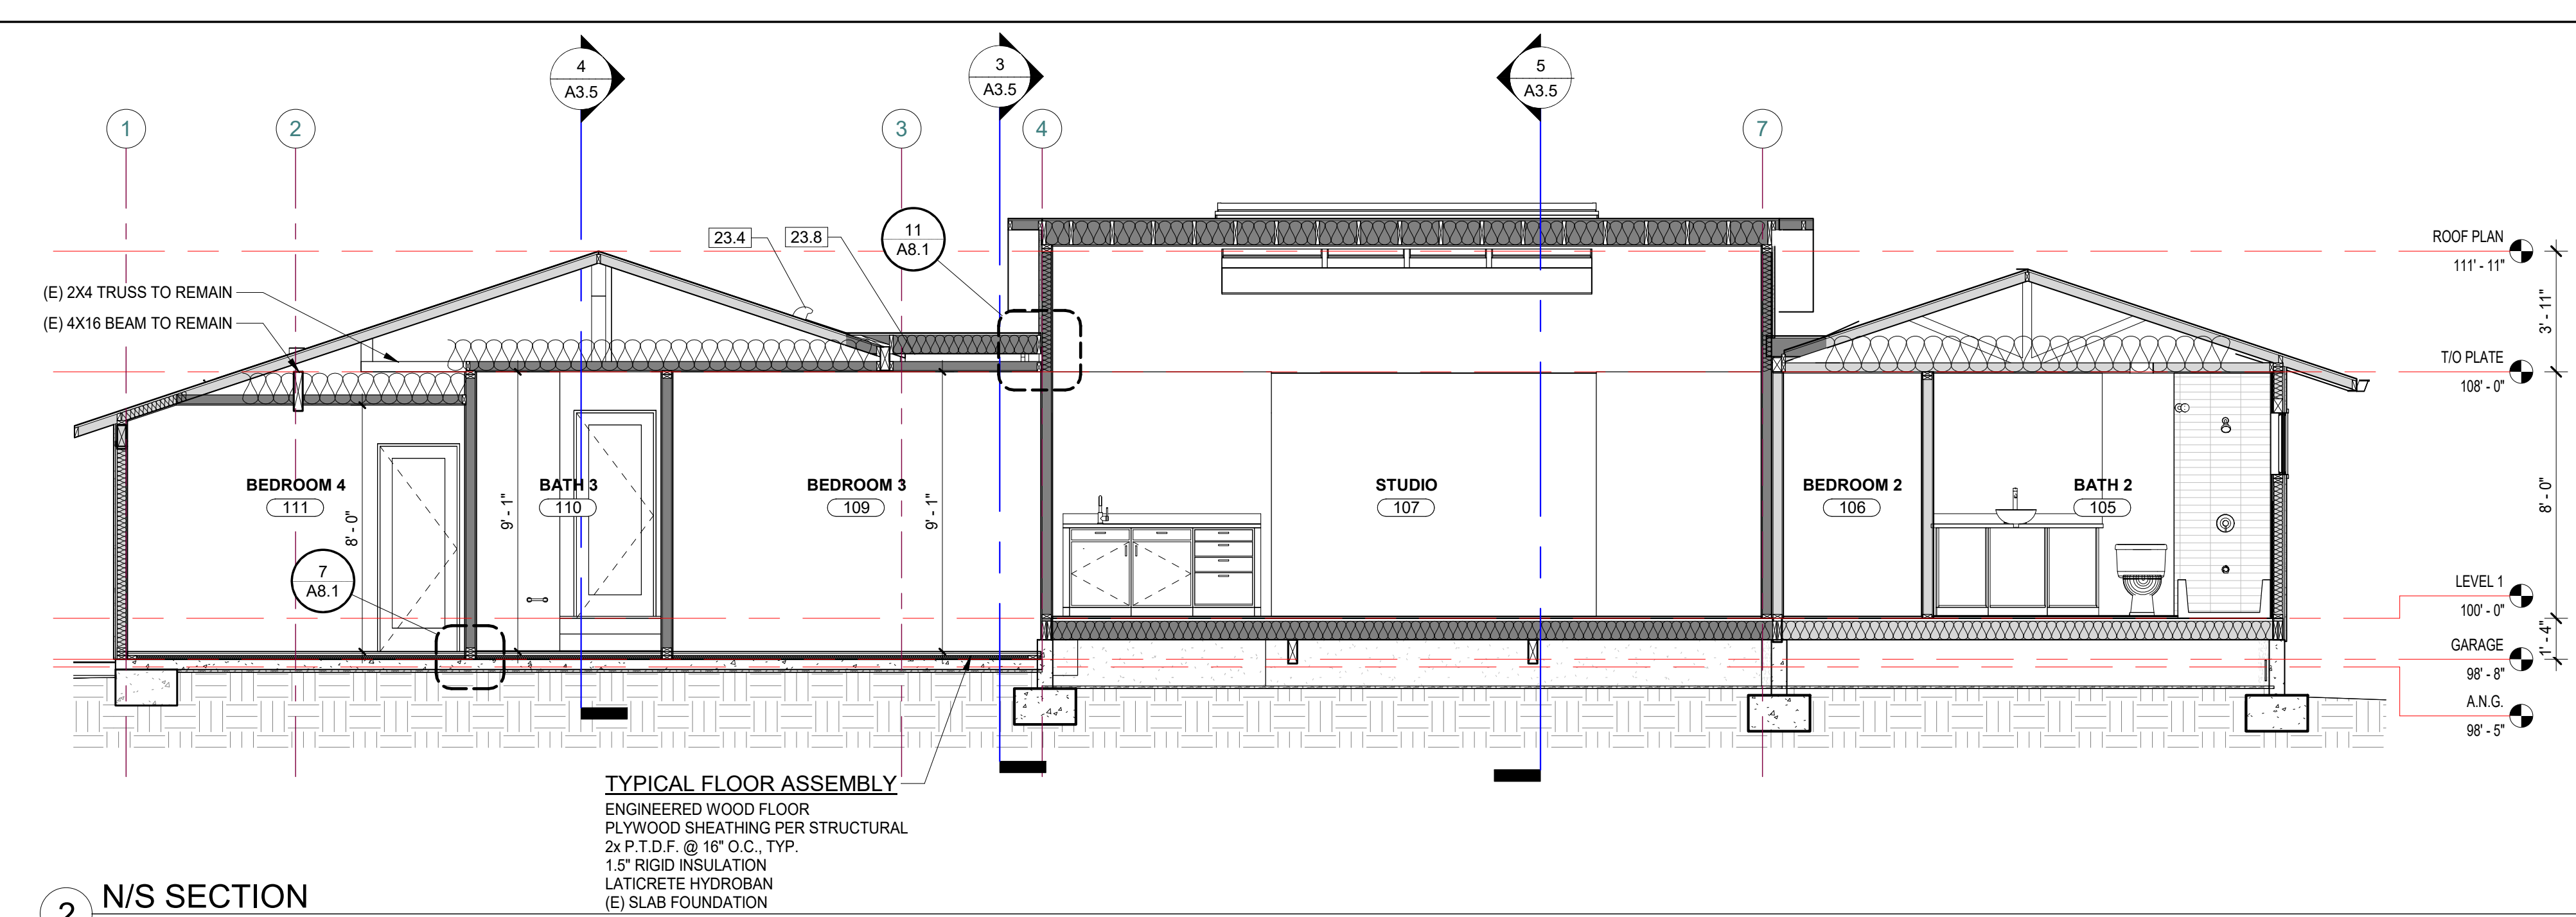 4
A3.5
3
A3.5
5
A3.5
1
2
3
4
7
23.4
23.8
11
A8.1
ROOF PLAN
111' - 11"
(E) 2X4 TRUSS TO REMAIN
(E) 4X16 BEAM TO REMAIN
3' - 11"
T/O PLATE
108' - 0"
BEDROOM 4
111
BATH 3
110
BEDROOM 3
109
STUDIO
107
BEDROOM 2
106
BATH 2
105
8' - 0"
9' - 1"
9' - 1"
8' - 0"
7
A8.1
LEVEL 1
100' - 0"
1' - 4"
GARAGE
98' - 8"
A.N.G.
98' - 5"
TYPICAL FLOOR ASSEMBLY
ENGINEERED WOOD FLOOR
PLYWOOD SHEATHING PER STRUCTURAL
2x P.T.D.F. @ 16" O.C., TYP.
1.5" RIGID INSULATION
LATICRETE HYDROBAN
(E) SLAB FOUNDATION
2
N/S SECTION